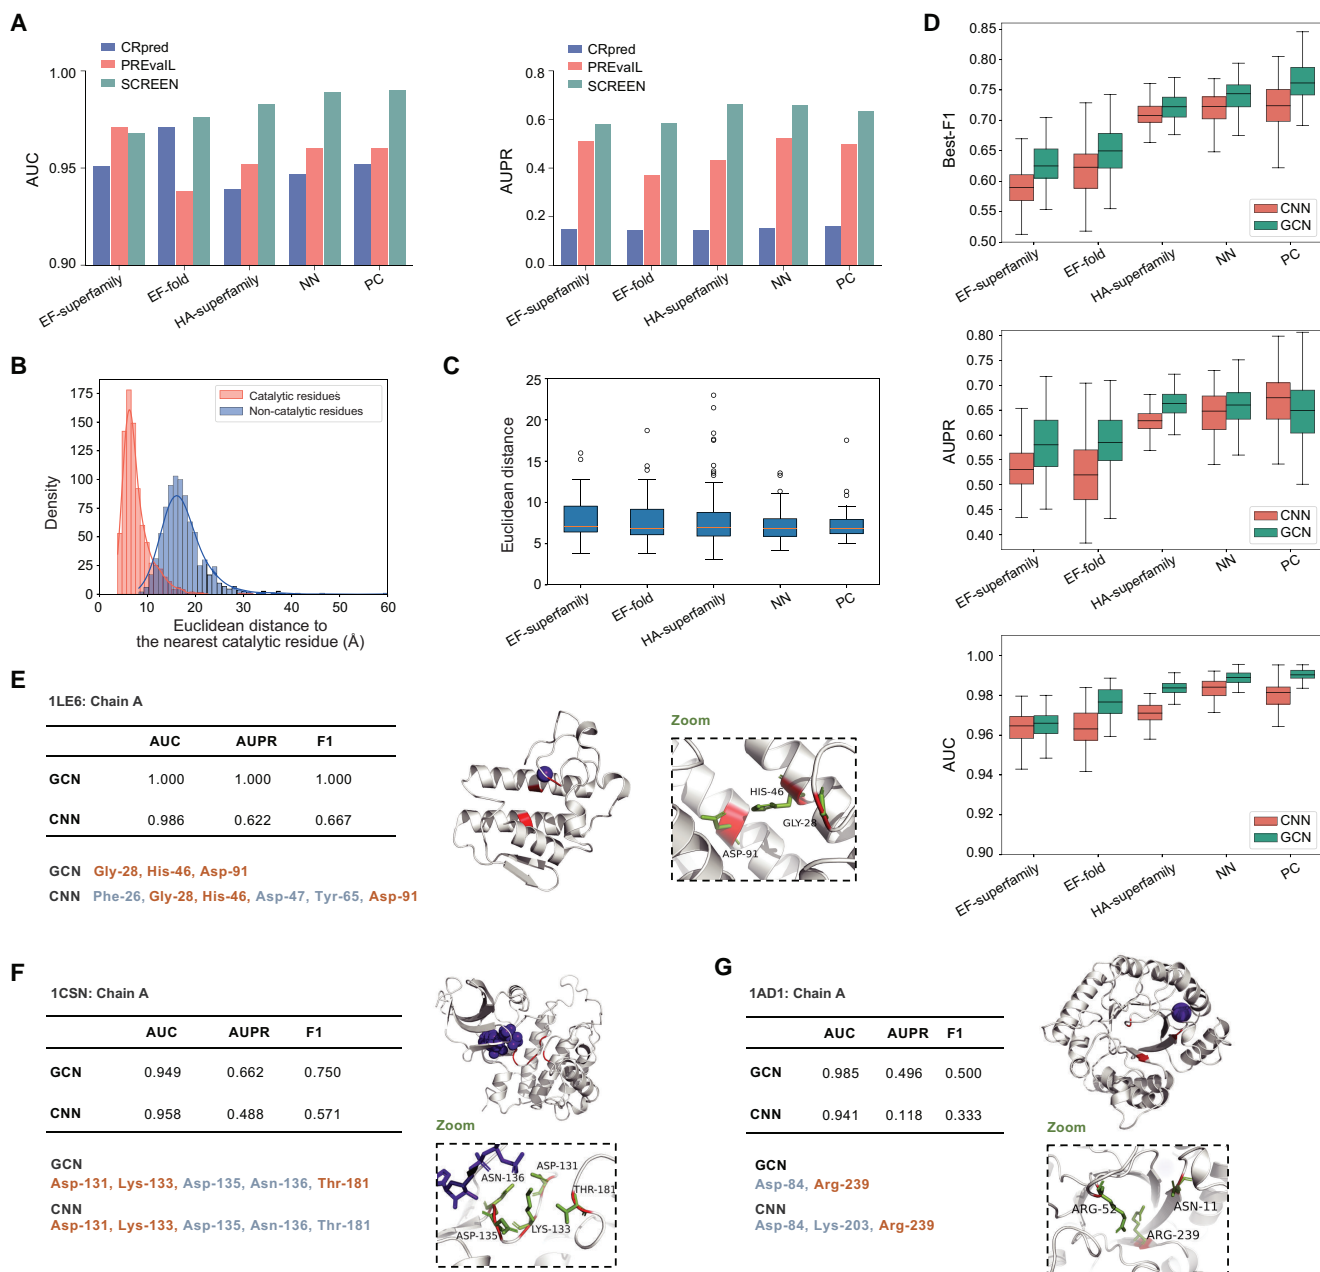 A
CRpred
PREvaIL
SCREEN
1.00
0.95
0.90
AUC
EF-superfamily
EF-fold
HA-superfamily
NN
PC
CRpred
PREvaIL
SCREEN
0.8
0.6
0.4
0.2
0.0
AUPR
EF-superfamily
EF-fold
HA-superfamily
NN
PC
B
175
150
125
100
75
50
25
0
Density
Catalytic residues
Non-catalytic residues
0 10 20 30 40 50 60
Euclidean distance to
the nearest catalytic residue (Å)
C
25
20
15
10
5
0
Euclidean distance
EF-superfamily
EF-fold
HA-superfamily
NN
PC
D
0.85
0.80
0.75
0.70
0.65
0.60
0.55
0.50
Best-F1
CNN
GCN
EF-superfamily
EF-fold
HA-superfamily
NN
PC
0.80
0.75
0.70
0.65
0.60
0.55
0.50
0.45
0.40
AUPR
CNN
GCN
EF-superfamily
EF-fold
HA-superfamily
NN
PC
1.00
0.98
0.96
0.94
0.92
0.90
AUC
CNN
GCN
EF-superfamily
EF-fold
HA-superfamily
NN
PC
E
1LE6: Chain A
AUC AUPR F1
GCN 1.000 1.000 1.000
CNN 0.986 0.622 0.667
GCN Gly-28, His-46, Asp-91
CNN Phe-26, Gly-28, His-46, Asp-47, Tyr-65, Asp-91
Zoom
HIS-46
GLY-28
ASP-91
F
1CSN: Chain A
AUC AUPR F1
GCN 0.949 0.662 0.750
CNN 0.958 0.488 0.571
GCN
Asp-131, Lys-133, Asp-135, Asn-136, Thr-181
CNN
Asp-131, Lys-133, Asp-135, Asn-136, Thr-181
Zoom
ASP-131
ASN-136
THR-181
LYS-133
ASP-135
G
1AD1: Chain A
AUC AUPR F1
GCN 0.985 0.496 0.500
CNN 0.941 0.118 0.333
GCN
Asp-84, Arg-239
CNN
Asp-84, Lys-203, Arg-239
Zoom
ARG-52
ASN-11
ARG-239